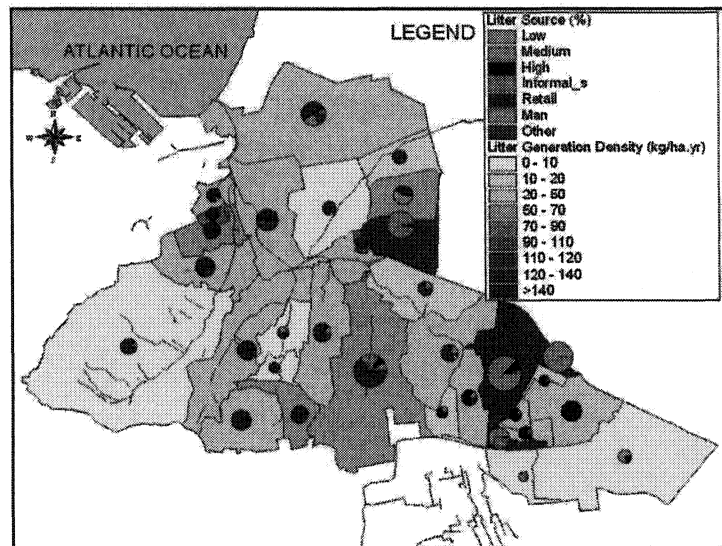 ATLANTIC OCEAN
LEGEND
Litter Source (%)
Low
Medium
High
Informal_s
Retail
Man
Other
Litter Generation Density (kg/ha.yr)
0 - 10
10 - 20
20 - 50
50 - 70
70 - 90
90 - 110
110 - 120
120 - 140
>140
N
W
E
S